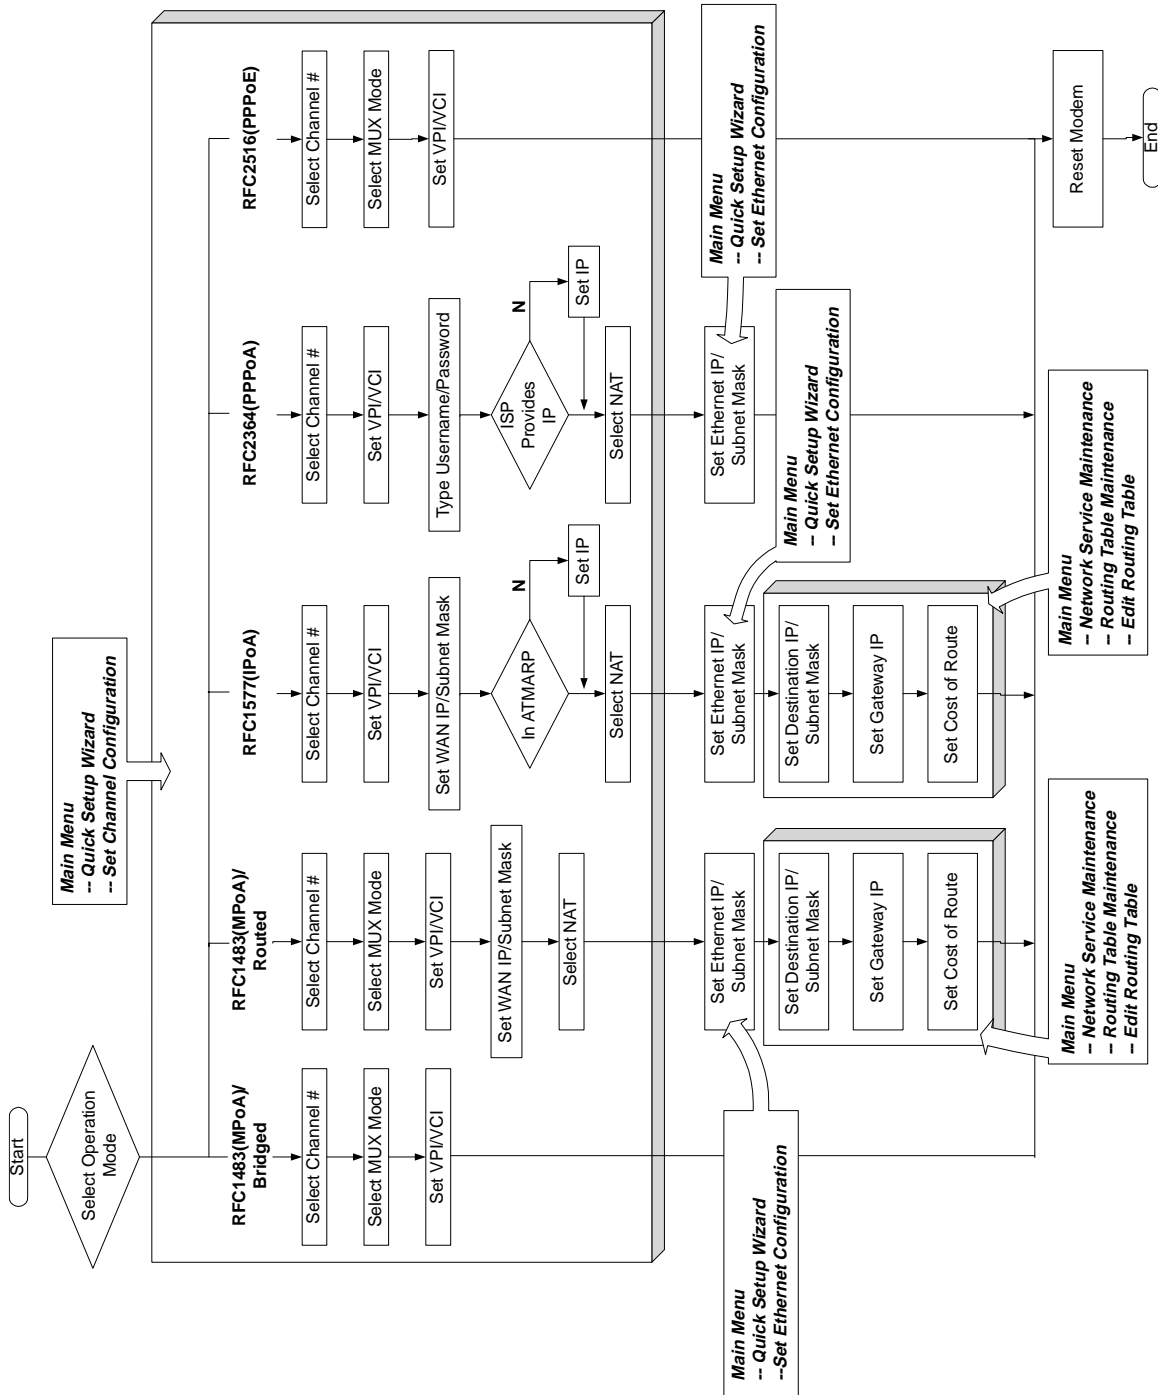 Start
Select Operation
Mode
Main Menu
-- Quick Setup Wizard
-- Set Channel Configuration
RFC1483(MPoA)/
Bridged
Select Channel #
Select MUX Mode
Set VPI/VCI
RFC1483(MPoA)/
Routed
Select Channel #
Select MUX Mode
Set VPI/VCI
Set WAN IP/Subnet Mask
Select NAT
RFC1577(IPoA)
Select Channel #
Set VPI/VCI
Set WAN IP/Subnet Mask
In ATMARP
N
Set IP
Select NAT
RFC2364(PPPoA)
Select Channel #
Set VPI/VCI
Type Username/Password
ISP
Provides
IP
N
Set IP
Select NAT
RFC2516(PPPoE)
Select Channel #
Select MUX Mode
Set VPI/VCI
Main Menu
-- Quick Setup Wizard
--Set Ethernet Configuration
Set Ethernet IP/
Subnet Mask
Set Destination IP/
Subnet Mask
Set Gateway IP
Set Cost of Route
Main Menu
-- Network Service Maintenance
-- Routing Table Maintenance
-- Edit Routing Table
Set Ethernet IP/
Subnet Mask
Set Destination IP/
Subnet Mask
Set Gateway IP
Set Cost of Route
Main Menu
-- Quick Setup Wizard
-- Set Ethernet Configuration
Main Menu
-- Network Service Maintenance
-- Routing Table Maintenance
-- Edit Routing Table
Set Ethernet IP/
Subnet Mask
Main Menu
-- Quick Setup Wizard
-- Set Ethernet Configuration
Reset Modem
End